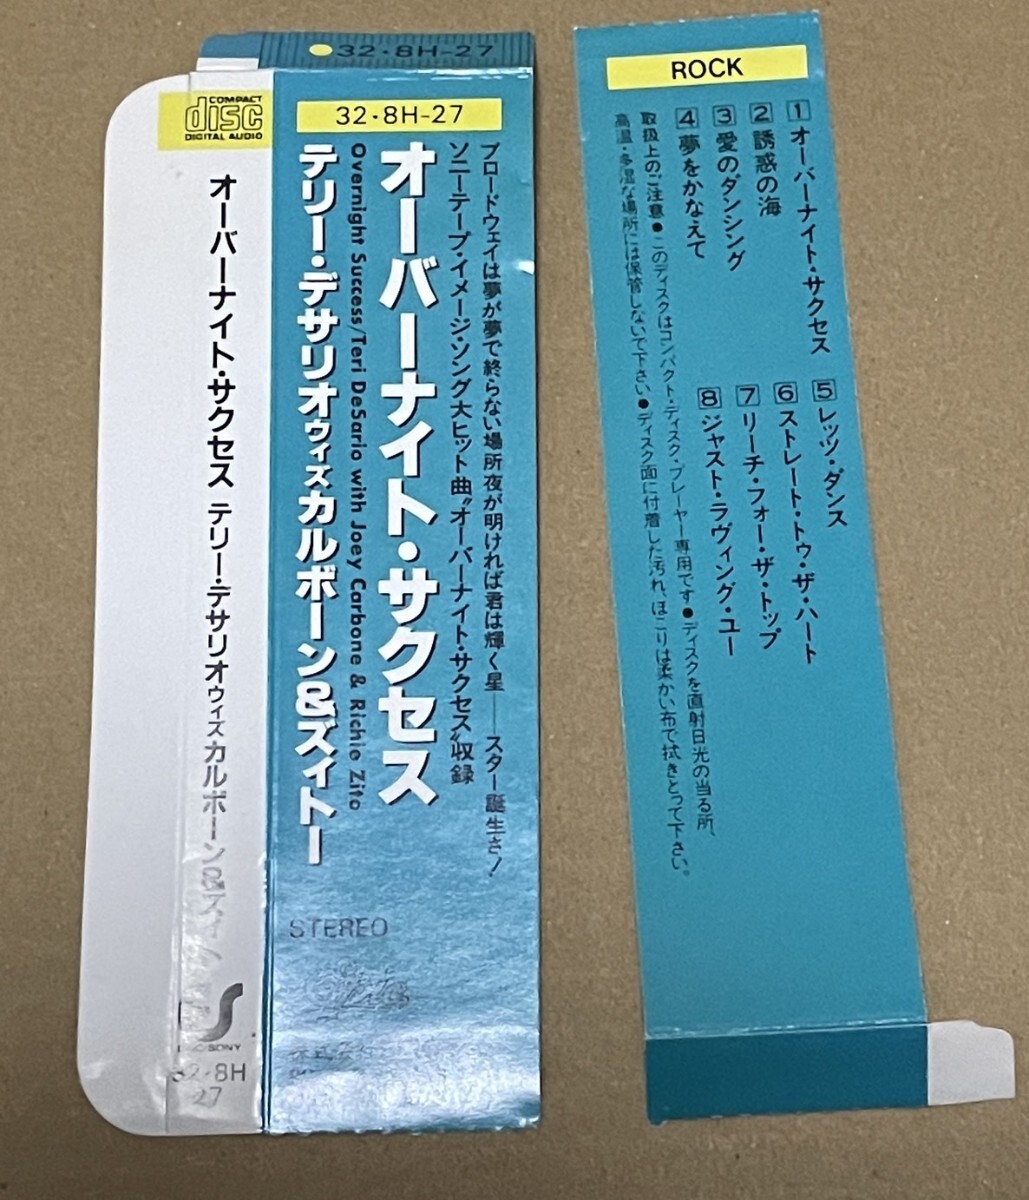 32・8H-27
COMPACT
disc
DIGITAL AUDIO
オーバーナイト・サクセス テリー・デサリオ ウィズ カルボーン&ズィトー
32・8H
27
32・8H-27
ブロードウェイは夢が夢で終らない場所夜が明ければ君は輝く星――スター誕生さ!
ソニーテープ・イメージ・ソング大ヒット曲“オーバーナイト・サクセス”収録
オーバーナイト・サクセス
Overnight Success/Teri DeSario with Joey Carbone & Richie Zito
テリー・デサリオ ウィズ カルボーン&ズィトー
STEREO
ROCK
1 オーバーナイト・サクセス
2 誘惑の海
3 愛のダンシング
4 夢をかなえて
5 レッツ・ダンス
6 ストレート・トゥ・ザ・ハート
7 リーチ・フォー・ザ・トップ
8 ジャスト・ラヴィング・ユー
取扱上のご注意●このディスクはコンパクト・ディスク・プレーヤー専用です●ディスクを直射日光の当る所、
高温・多湿な場所には保管しないで下さい●ディスク面に付着した汚れ、ほこりは柔かい布で拭きとって下さい。